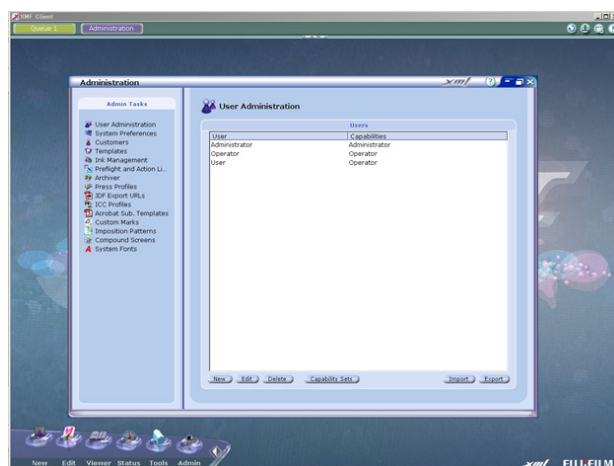 XMF Client
Queue 1
Administration
Administration
xmf
Admin Tasks
User Administration
System Preferences
Customers
Templates
Ink Management
Preflight and Action Li...
Archiver
Press Profiles
JDF Export URLs
ICC Profiles
Acrobat Sub. Templates
Custom Marks
Imposition Patterns
Compound Screens
System Fonts
User Administration
Users
User Capabilities
Administrator Administrator
Operator Operator
User Operator
New Edit Delete Capability Sets Import Export
New Edit Viewer Status Tools Admin
xmf FUJIFILM